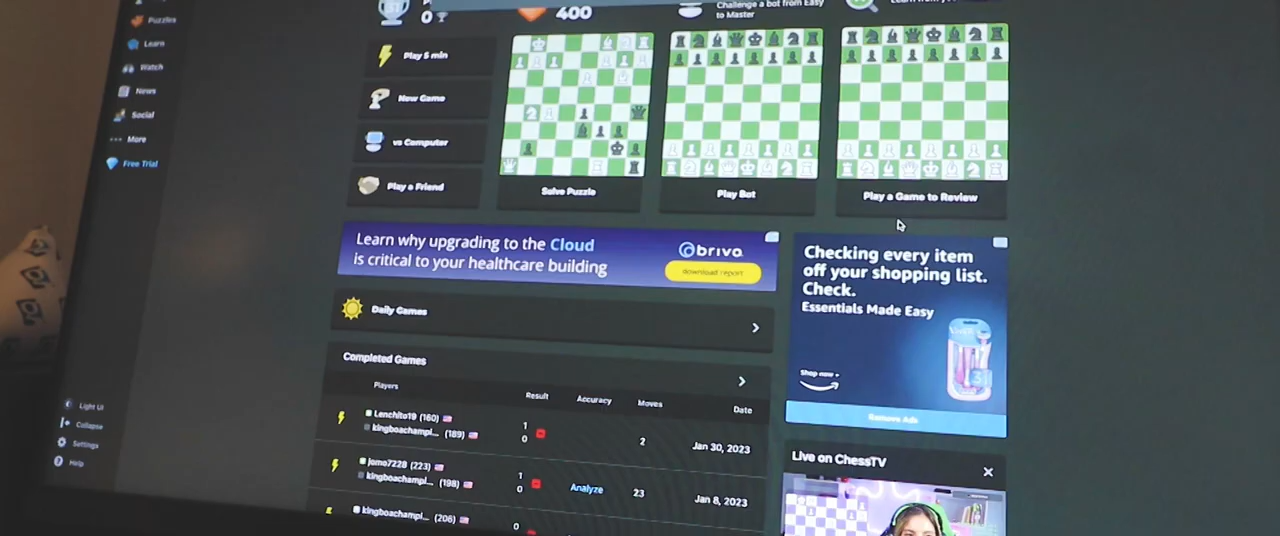 Puzzles
Learn
Watch
News
Social
More
Free Trial
Light UI
Collapse
Settings
Help
0
400
Challenge a bot from Easy
to Master
Play 5 min
New Game
vs Computer
Play a Friend
Solve Puzzle
Play Bot
Play a Game to Review
Learn why upgrading to the Cloud
is critical to your healthcare building
brivo
download report
Checking every item
off your shopping list.
Check.
Essentials Made Easy
Shop now
Remove Ads
Daily Games
Completed Games
Players
Result
Accuracy
Moves
Date
Lenchito19 (160)
kingboachampi... (189)
1
0
2
Jan 30, 2023
jomo7228 (223)
kingboachampi... (198)
1
0
Analyze
23
Jan 8, 2023
kingboachampi... (206)
0
Live on ChessTV